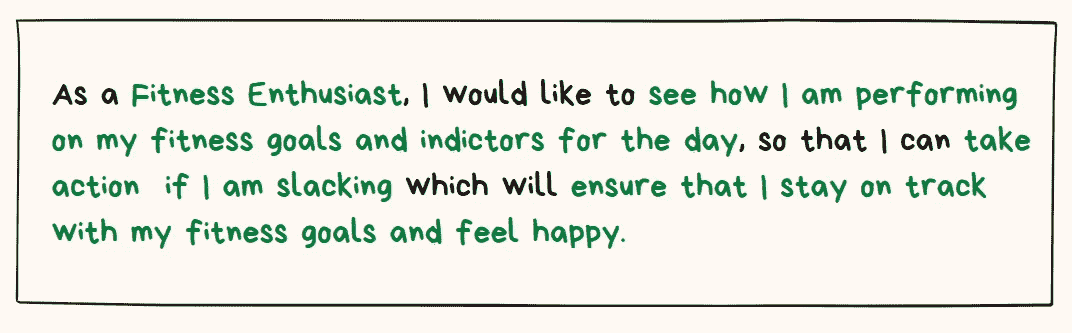 As a Fitness Enthusiast, I would like to see how I am performing
on my fitness goals and indictors for the day, so that I can take
action if I am slacking which will ensure that I stay on track
with my fitness goals and feel happy.